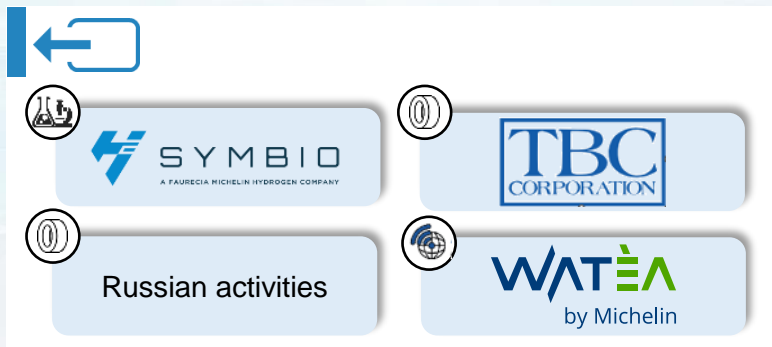 SYMBIO
A FAURECIA MICHELIN HYDROGEN COMPANY
TBC
CORPORATION
Russian activities
WATÈA
by Michelin